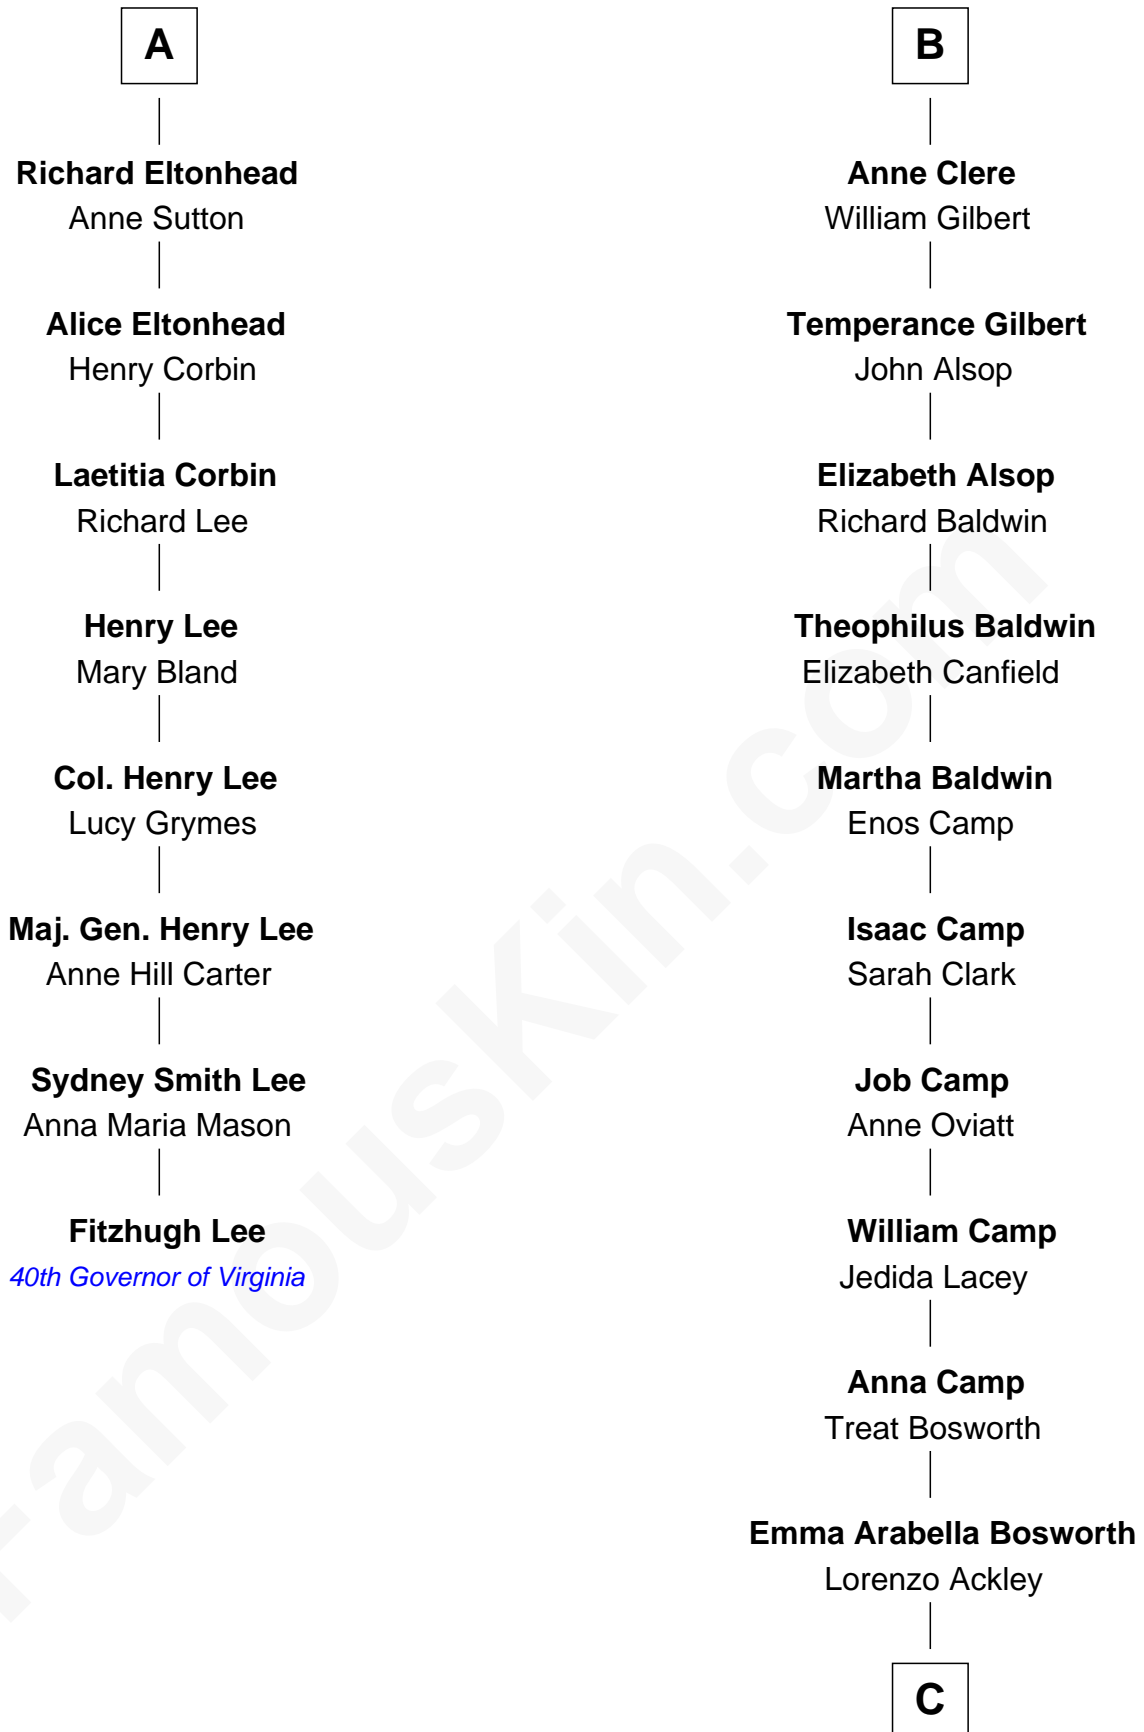 A
Richard Eltonhead
Anne Sutton
Alice Eltonhead
Henry Corbin
Laetitia Corbin
Richard Lee
Henry Lee
Mary Bland
Col. Henry Lee
Lucy Grymes
Maj. Gen. Henry Lee
Anne Hill Carter
Sydney Smith Lee
Anna Maria Mason
Fitzhugh Lee
40th Governor of Virginia
B
Anne Clere
William Gilbert
Temperance Gilbert
John Alsop
Elizabeth Alsop
Richard Baldwin
Theophilus Baldwin
Elizabeth Canfield
Martha Baldwin
Enos Camp
Isaac Camp
Sarah Clark
Job Camp
Anne Oviatt
William Camp
Jedida Lacey
Anna Camp
Treat Bosworth
Emma Arabella Bosworth
Lorenzo Ackley
C
FamousKin.com